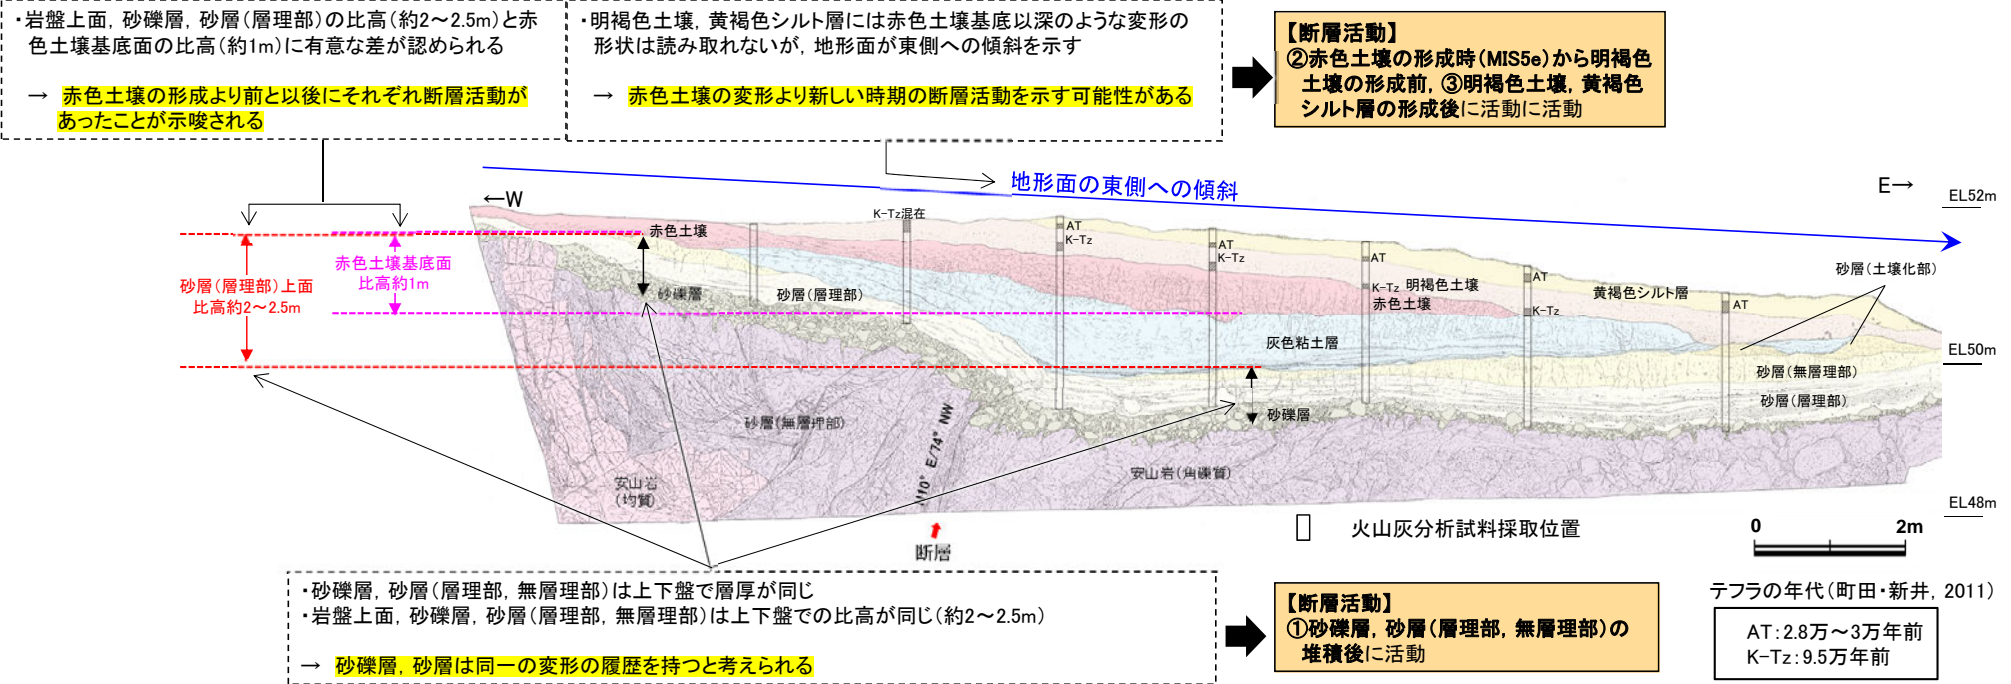 ・岩盤上面，砂礫層，砂層(層理部)の比高(約2～2.5m)と赤
色土壌基底面の比高(約1m)に有意な差が認められる
→ 赤色土壌の形成より前と以後にそれぞれ断層活動が
あったことが示唆される
・明褐色土壌，黄褐色シルト層には赤色土壌基底以深のような変形の
形状は読み取れないが，地形面が東側への傾斜を示す
→ 赤色土壌の変形より新しい時期の断層活動を示す可能性がある
【断層活動】
②赤色土壌の形成時(MIS5e)から明褐色
土壌の形成前，③明褐色土壌，黄褐色
シルト層の形成後に活動に活動
地形面の東側への傾斜
←W
E→
EL52m
K-Tz混在
赤色土壌
AT
K-Tz
AT
K-Tz
AT
K-Tz
明褐色土壌
赤色土壌
AT
K-Tz
黄褐色シルト層
AT
砂層(土壌化部)
赤色土壌基底面
比高約1m
砂層(層理部)上面
比高約2～2.5m
砂礫層
砂層(層理部)
灰色粘土層
EL50m
砂層(無層理部)
砂層(層理部)
砂礫層
砂層(無層理部)
N10° E/74° NW
安山岩(角礫質)
安山岩
(均質)
EL48m
断層
火山灰分析試料採取位置
0 2m
・砂礫層，砂層(層理部，無層理部)は上下盤で層厚が同じ
・岩盤上面，砂礫層，砂層(層理部，無層理部)は上下盤での比高が同じ(約2～2.5m)
→ 砂礫層，砂層は同一の変形の履歴を持つと考えられる
【断層活動】
①砂礫層，砂層(層理部，無層理部)の
堆積後に活動
テフラの年代(町田・新井，2011)
AT：2.8万～3万年前
K-Tz：9.5万年前